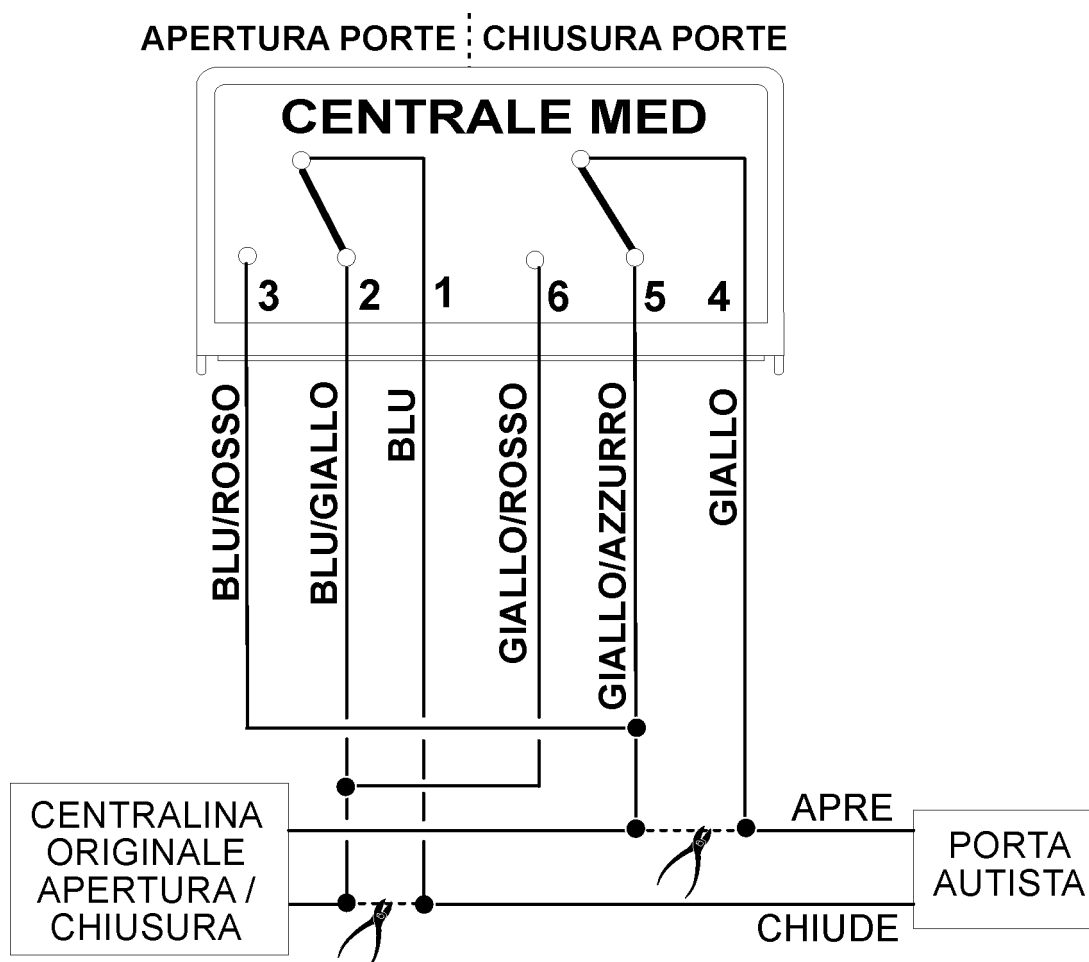 APERTURA PORTE CHIUSURA PORTE
CENTRALE MED
3 2 1 6 5 4
BLU/ROSSO
BLU/GIALLO
BLU
GIALLO/ROSSO
GIALLO/AZZURRO
GIALLO
CENTRALINA
ORIGINALE
APERTURA /
CHIUSURA
APRE
CHIUDE
PORTA
AUTISTA